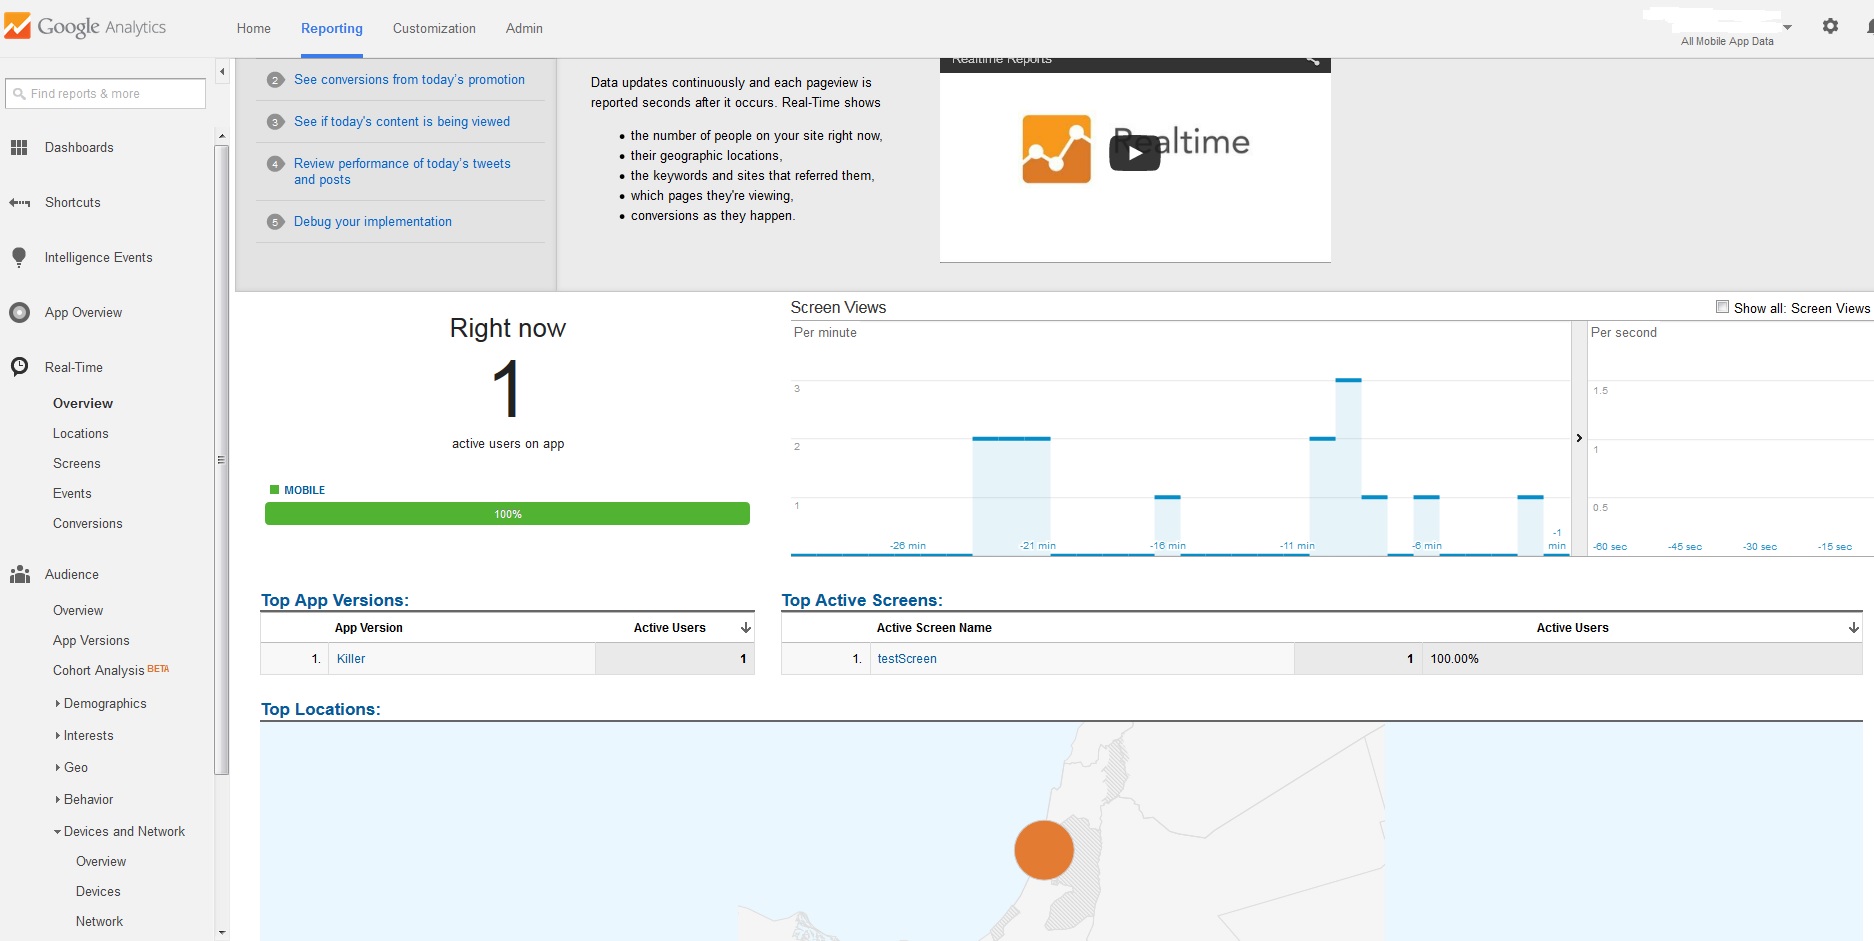 Google Analytics
Home
Reporting
Customization
Admin
All Mobile App Data
Find reports & more
Dashboards
Shortcuts
Intelligence Events
App Overview
Real-Time
Overview
Locations
Screens
Events
Conversions
Audience
Overview
App Versions
Cohort Analysis BETA
Demographics
Interests
Geo
Behavior
Devices and Network
Overview
Devices
Network
2 See conversions from today's promotion
3 See if today's content is being viewed
4 Review performance of today's tweets
and posts
5 Debug your implementation
Data updates continuously and each pageview is
reported seconds after it occurs. Real-Time shows
• the number of people on your site right now,
• their geographic locations,
• the keywords and sites that referred them,
• which pages they're viewing,
• conversions as they happen.
Realtime Reports
Realtime
Right now
1
active users on app
MOBILE
100%
Screen Views
Show all: Screen Views
Per minute
3
2
1
-26 min
-21 min
-16 min
-11 min
-6 min
-1
min
Per second
1.5
1
0.5
-60 sec
-45 sec
-30 sec
-15 sec
Top App Versions:
App Version
Active Users
1.
Killer
1
Top Active Screens:
Active Screen Name
Active Users
1.
testScreen
1
100.00%
Top Locations: